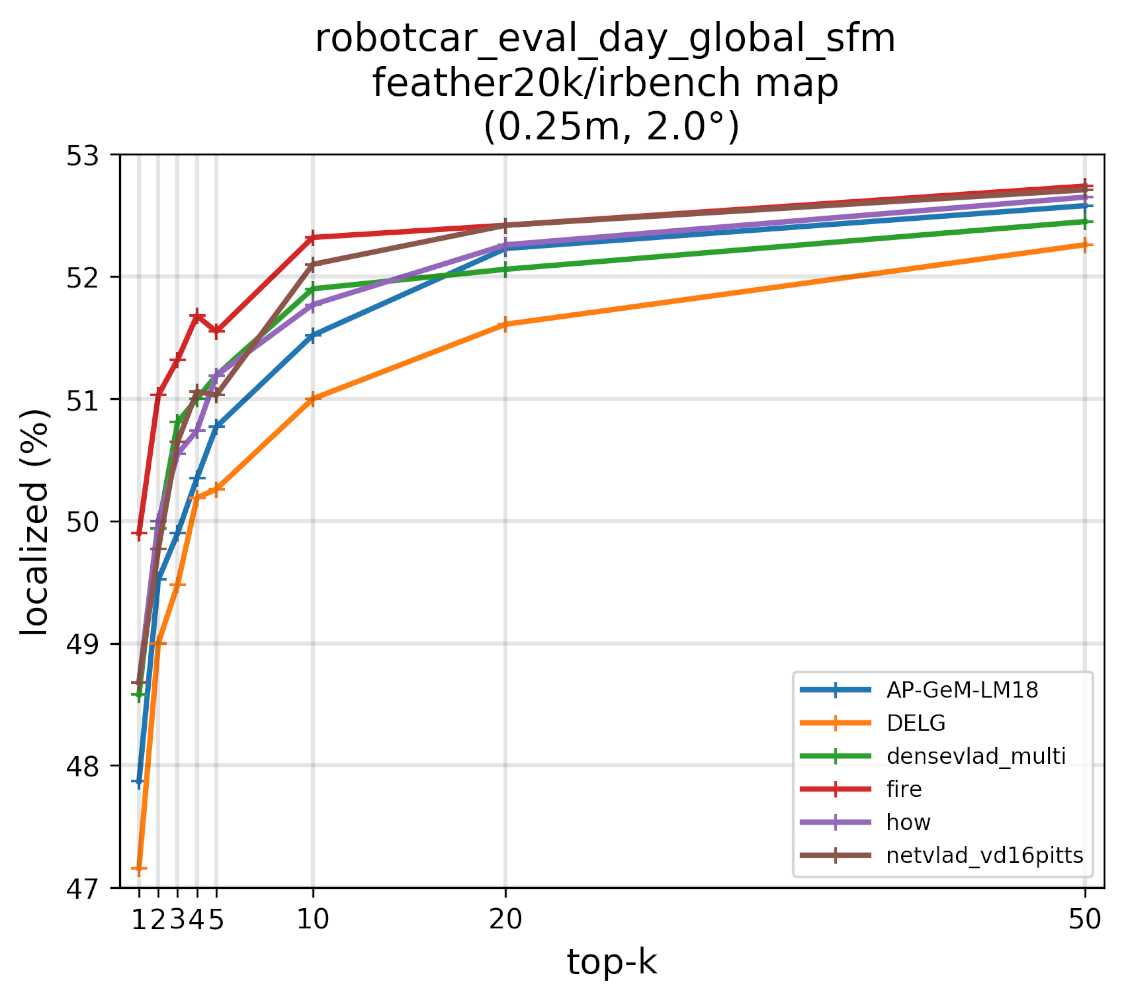 robotcar_eval_day_global_sfm
feather20k/irbench map
(0.25m, 2.0°)
53
52
51
50
49
48
47
localized (%)
AP-GeM-LM18
DELG
densevlad_multi
fire
how
netvlad_vd16pitts
1 2 3 4 5 10 20 50
top-k